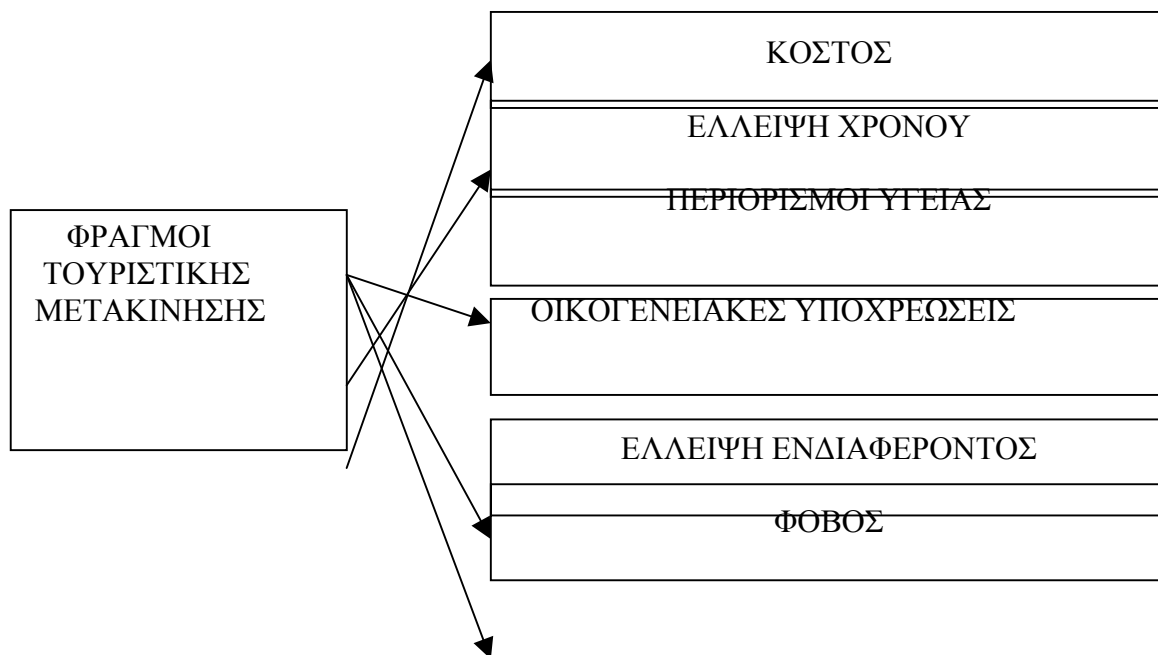 ΚΟΣΤΟΣ
ΕΛΛΕΙΨΗ ΧΡΟΝΟΥ
ΠΕΡΙΟΡΙΣΜΟΙ ΥΓΕΙΑΣ
ΦΡΑΓΜΟΙ
ΤΟΥΡΙΣΤΙΚΗΣ
ΜΕΤΑΚΙΝΗΣΗΣ
ΟΙΚΟΓΕΝΕΙΑΚΕΣ ΥΠΟΧΡΕΩΣΕΙΣ
ΕΛΛΕΙΨΗ ΕΝΔΙΑΦΕΡΟΝΤΟΣ
ΦΟΒΟΣ